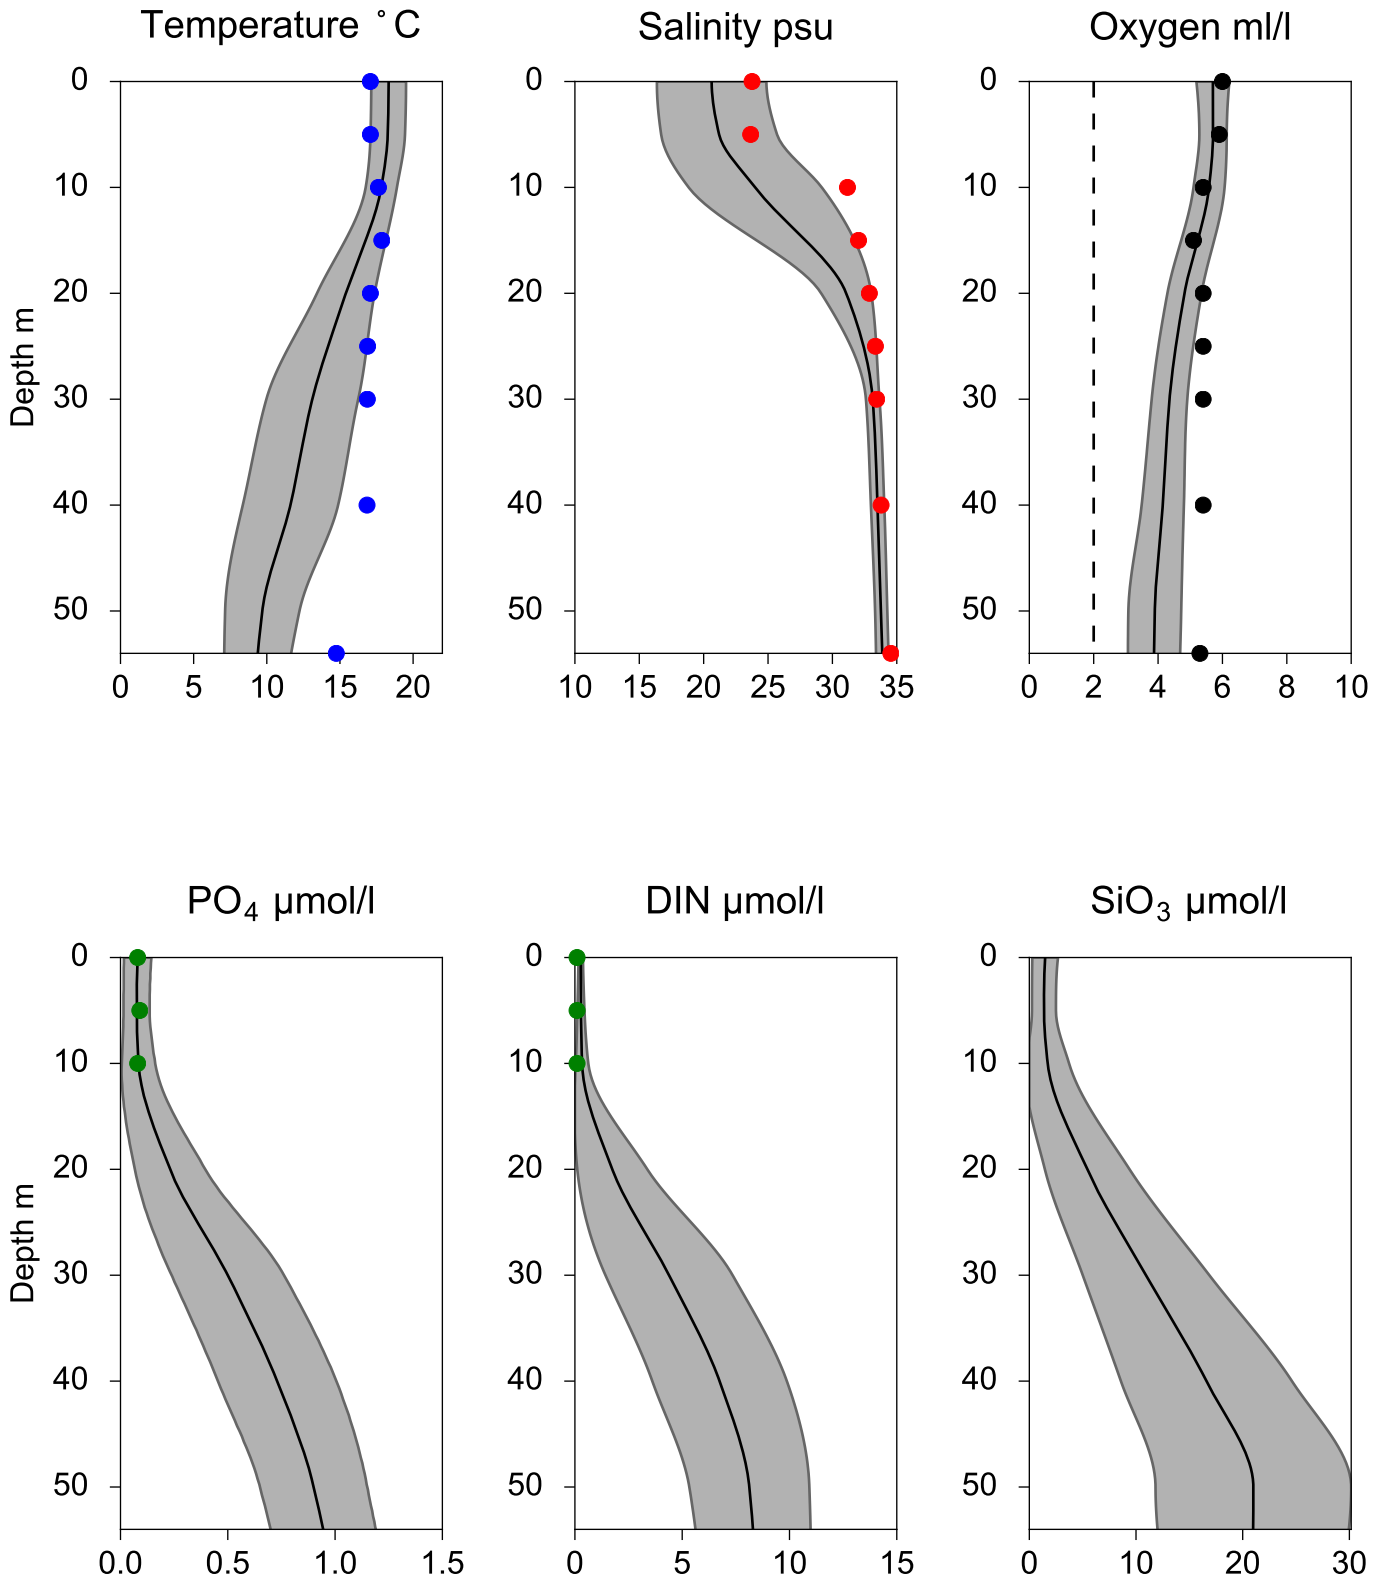 Temperature °C
Salinity psu
Oxygen ml/l
0
10
20
30
40
50
Depth m
0 5 10 15 20
0
10
20
30
40
50
10 15 20 25 30 35
0
10
20
30
40
50
0 2 4 6 8 10
PO₄ µmol/l
DIN µmol/l
SiO₃ µmol/l
0
10
20
30
40
50
Depth m
0.0 0.5 1.0 1.5
0
10
20
30
40
50
0 5 10 15
0
10
20
30
40
50
0 10 20 30